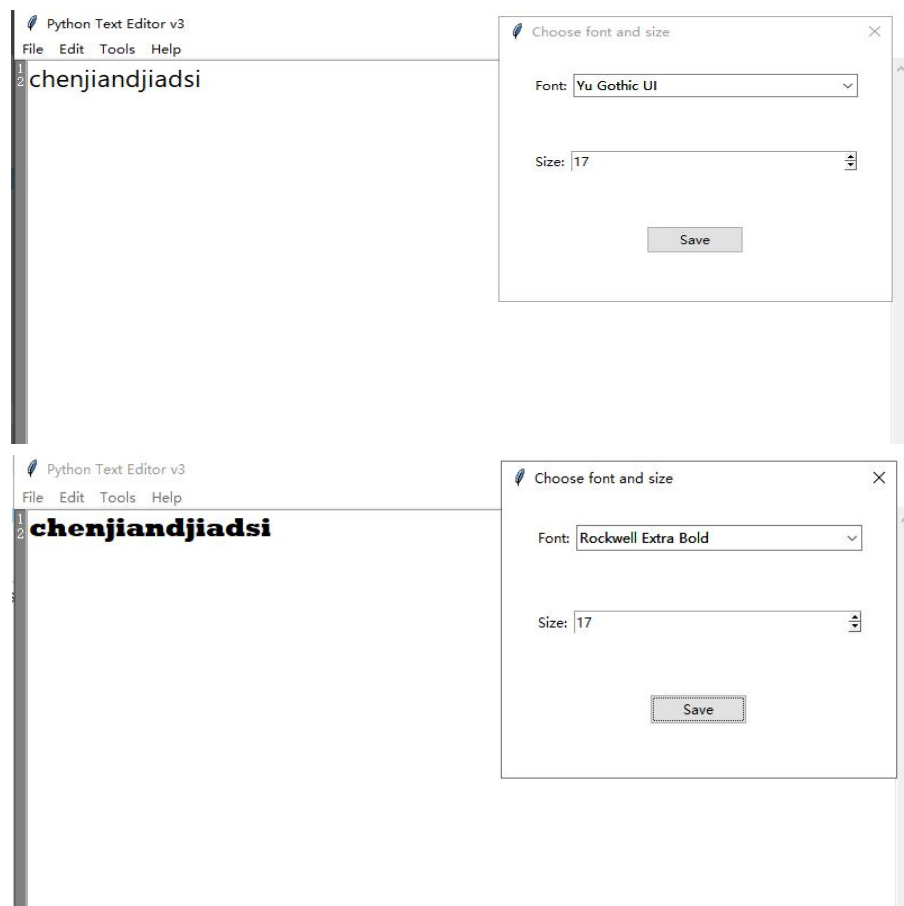 Python Text Editor v3
File Edit Tools Help
1
2
chenjiandjiadsi
Choose font and size
Font: Yu Gothic UI
Size: 17
Save
Python Text Editor v3
File Edit Tools Help
1
2
chenjiandjiadsi
Choose font and size
Font: Rockwell Extra Bold
Size: 17
Save